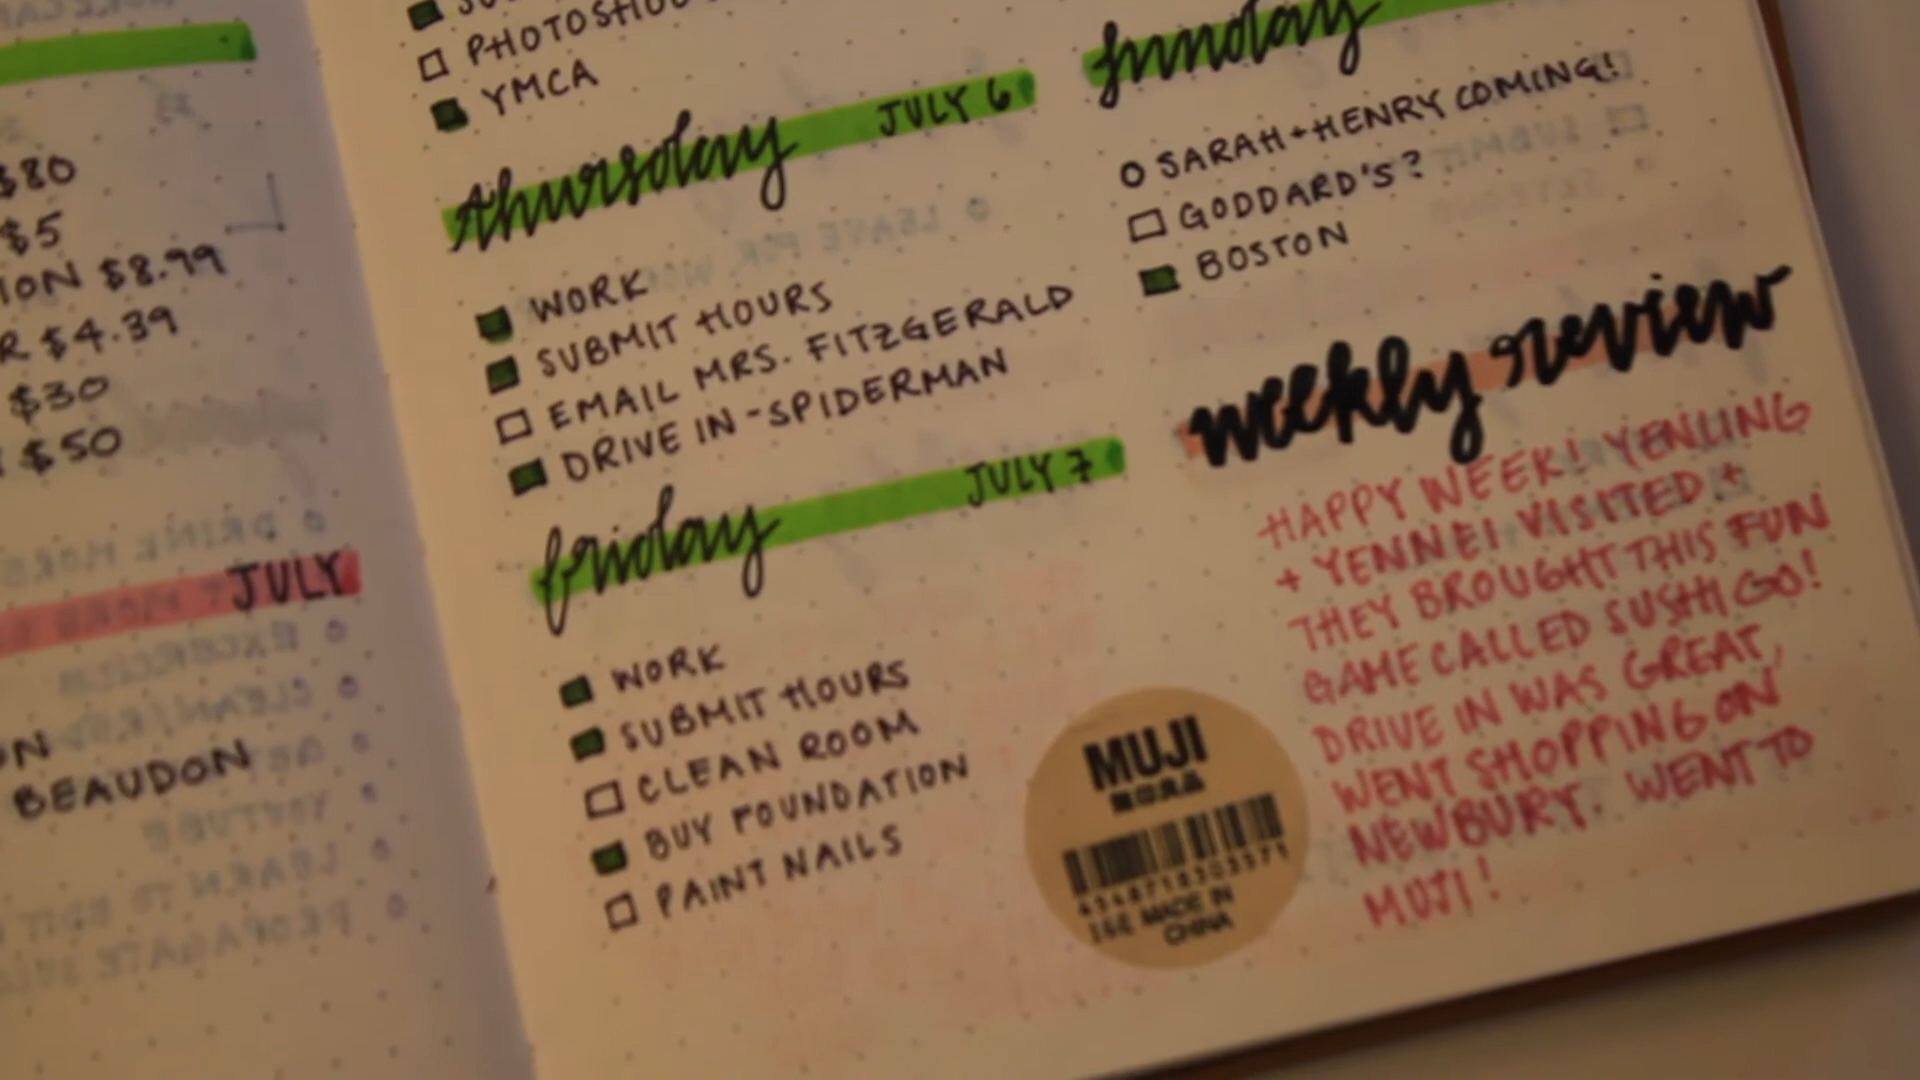 $80
$5
ION $8.99
R $4.39
$30
$50
JULY
ON
BEAUDON
YMCA
thursday JULY 6
WORK
SUBMIT HOURS
EMAIL MRS. FITZGERALD
DRIVE IN - SPIDERMAN
friday JULY 7
WORK
SUBMIT HOURS
CLEAN ROOM
BUY FOUNDATION
PAINT NAILS
SARAH + HENRY COMING!
GODDARD'S?
BOSTON
weekly review
HAPPY WEEK! YENLING
+ YENNEI VISITED +
THEY BROUGHT THIS FUN
GAME CALLED SUSHI GO!
DRIVE IN WAS GREAT,
WENT SHOPPING ON
NEWBURY. WENT TO
MUJI!
MUJI
MADE IN
CHINA